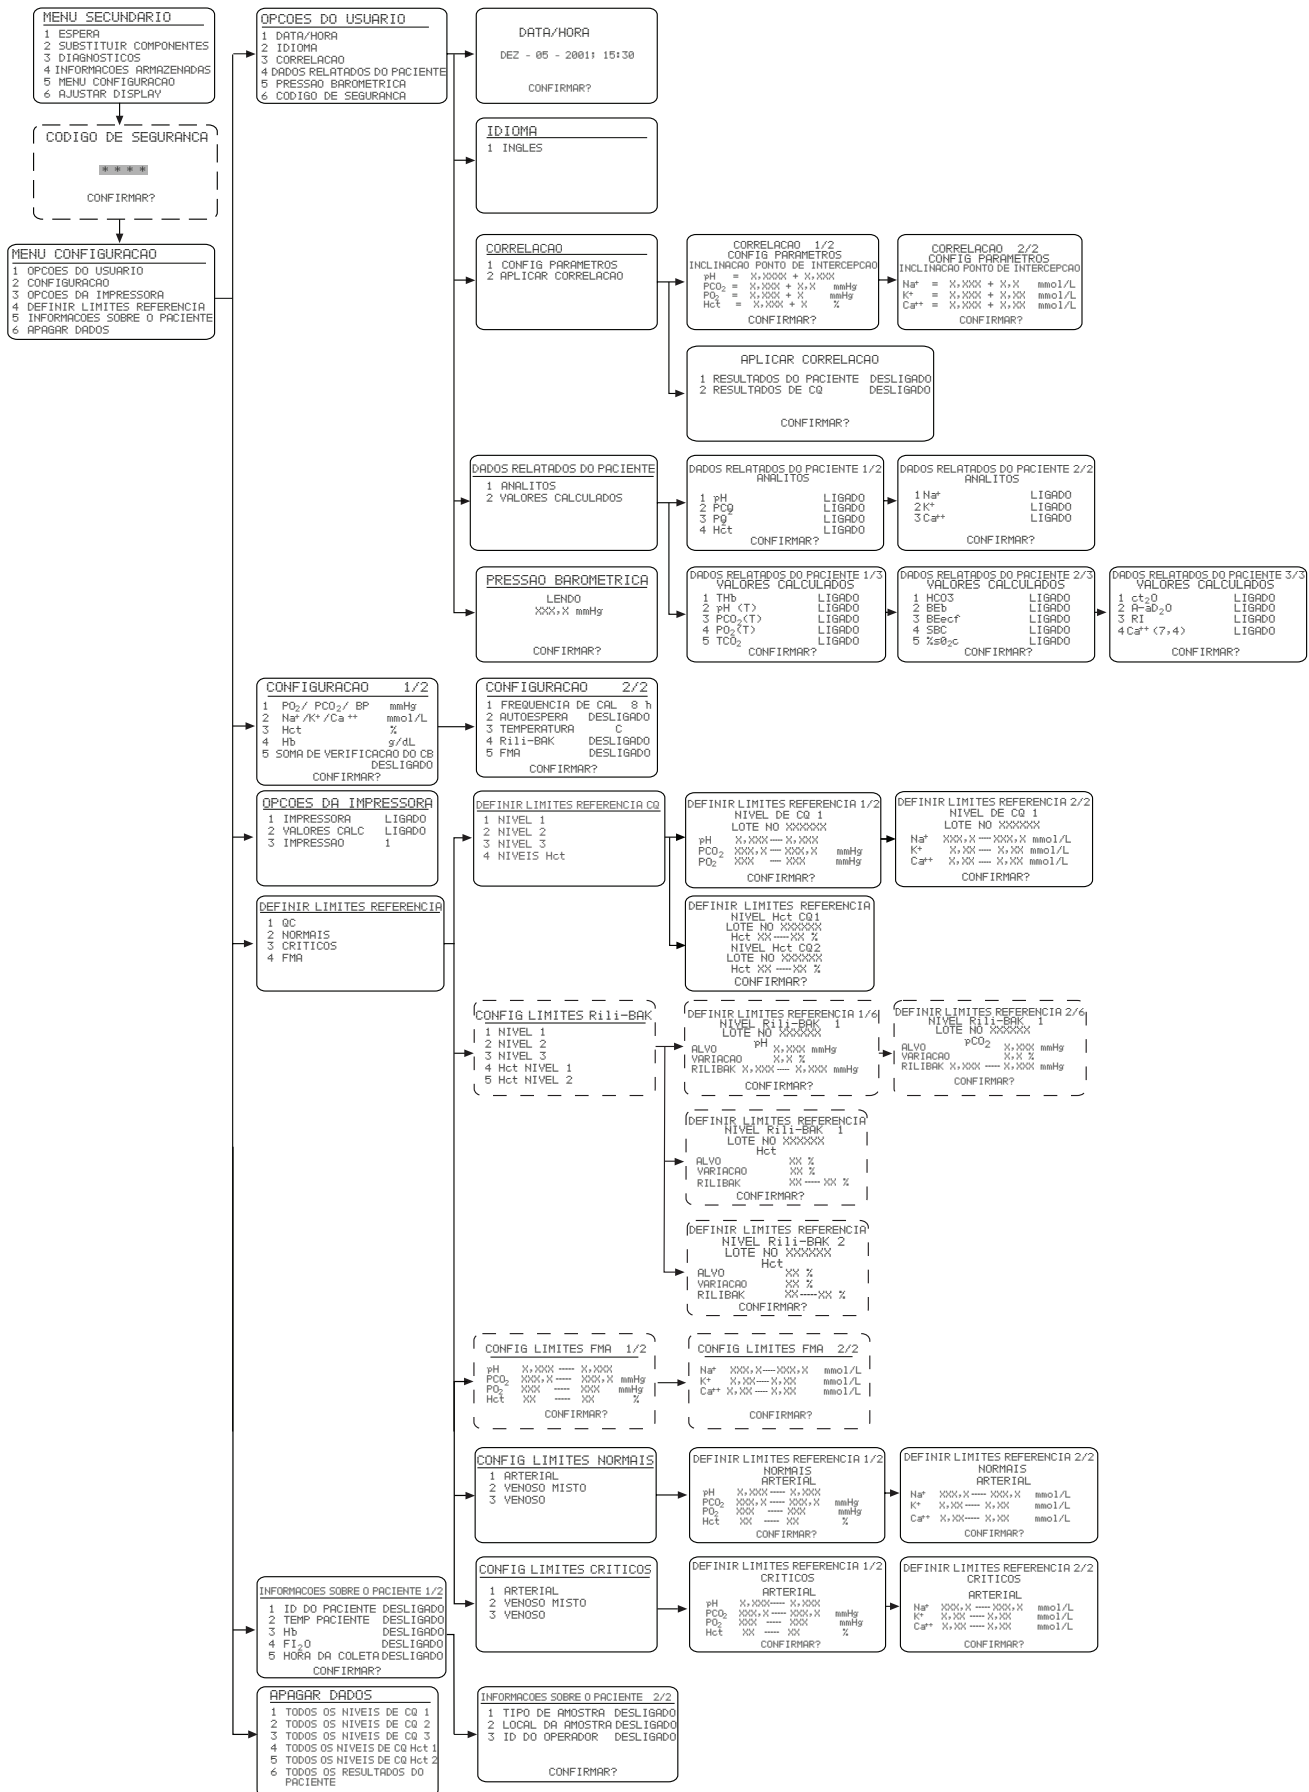 MENU SECUNDARIO
1 ESPERA
2 SUBSTITUIR COMPONENTES
3 DIAGNOSTICOS
4 INFORMACOES ARMAZENADAS
5 MENU CONFIGURACAO
6 AJUSTAR DISPLAY
CODIGO DE SEGURANCA
* * * *
CONFIRMAR?
MENU CONFIGURACAO
1 OPCOES DO USUARIO
2 CONFIGURACAO
3 OPCOES DA IMPRESSORA
4 DEFINIR LIMITES REFERENCIA
5 INFORMACOES SOBRE O PACIENTE
6 APAGAR DADOS
OPCOES DO USUARIO
1 DATA/HORA
2 IDIOMA
3 CORRELACAO
4 DADOS RELATADOS DO PACIENTE
5 PRESSAO BAROMETRICA
6 CODIGO DE SEGURANCA
DATA/HORA
DEZ - 05 - 2001; 15:30
CONFIRMAR?
IDIOMA
1 INGLES
CORRELACAO
1 CONFIG PARAMETROS
2 APLICAR CORRELACAO
CORRELACAO 1/2
CONFIG PARAMETROS
INCLINACAO PONTO DE INTERCEPCAO
pH = X,XXXX + X,XXX
PCO2 = X,XXX + X,X mmHg
PO2 = X,XXX + X mmHg
Hct = X,XXX + X %
CONFIRMAR?
CORRELACAO 2/2
CONFIG PARAMETROS
INCLINACAO PONTO DE INTERCEPCAO
Na+ = X,XXX + X,X mmol/L
K+ = X,XXX + X,XX mmol/L
Ca++ = X,XXX + X,XX mmol/L
CONFIRMAR?
APLICAR CORRELACAO
1 RESULTADOS DO PACIENTE DESLIGADO
2 RESULTADOS DE CQ DESLIGADO
CONFIRMAR?
DADOS RELATADOS DO PACIENTE
1 ANALITOS
2 VALORES CALCULADOS
DADOS RELATADOS DO PACIENTE 1/2
ANALITOS
1 pH LIGADO
2 PCO2 LIGADO
3 PO2 LIGADO
4 Hct LIGADO
CONFIRMAR?
DADOS RELATADOS DO PACIENTE 2/2
ANALITOS
1 Na+ LIGADO
2 K+ LIGADO
3 Ca++ LIGADO
CONFIRMAR?
PRESSAO BAROMETRICA
LENDO
XXX,X mmHg
CONFIRMAR?
DADOS RELATADOS DO PACIENTE 1/3
VALORES CALCULADOS
1 THb LIGADO
2 pH (T) LIGADO
3 PCO2(T) LIGADO
4 PO2(T) LIGADO
5 TCO2 LIGADO
CONFIRMAR?
DADOS RELATADOS DO PACIENTE 2/3
VALORES CALCULADOS
1 HCO3 LIGADO
2 BEb LIGADO
3 BEecf LIGADO
4 SBC LIGADO
5 %sO2c LIGADO
CONFIRMAR?
DADOS RELATADOS DO PACIENTE 3/3
VALORES CALCULADOS
1 ct2O LIGADO
2 A-aD2O LIGADO
3 RI LIGADO
4 Ca++ (7,4) LIGADO
CONFIRMAR?
CONFIGURACAO 1/2
1 PO2/ PCO2/ BP mmHg
2 Na+/K+/Ca ++ mmol/L
3 Hct %
4 Hb g/dL
5 SOMA DE VERIFICACAO DO CB
DESLIGADO
CONFIRMAR?
CONFIGURACAO 2/2
1 FREQUENCIA DE CAL 8 h
2 AUTOESPERA DESLIGADO
3 TEMPERATURA C
4 Rili-BAK DESLIGADO
5 FMA DESLIGADO
CONFIRMAR?
OPCOES DA IMPRESSORA
1 IMPRESSORA LIGADO
2 VALORES CALC LIGADO
3 IMPRESSAO 1
DEFINIR LIMITES REFERENCIA
1 QC
2 NORMAIS
3 CRITICOS
4 FMA
DEFINIR LIMITES REFERENCIA CQ
1 NIVEL 1
2 NIVEL 2
3 NIVEL 3
4 NIVEIS Hct
DEFINIR LIMITES REFERENCIA 1/2
NIVEL DE CQ 1
LOTE NO XXXXXX
pH X,XXX---- X,XXX
PCO2 XXX,X ---- XXX,X mmHg
PO2 XXX ---- XXX mmHg
CONFIRMAR?
DEFINIR LIMITES REFERENCIA 2/2
NIVEL DE CQ 1
LOTE NO XXXXXX
Na+ XXX,X ---- XXX,X mmol/L
K+ X,XX ---- X,XX mmol/L
Ca++ X,XX ---- X,XX mmol/L
CONFIRMAR?
DEFINIR LIMITES REFERENCIA
NIVEL Hct CQ1
LOTE NO XXXXXX
Hct XX ----XX %
NIVEL Hct CQ2
LOTE NO XXXXXX
Hct XX ----XX %
CONFIRMAR?
CONFIG LIMITES Rili-BAK
1 NIVEL 1
2 NIVEL 2
3 NIVEL 3
4 Hct NIVEL 1
5 Hct NIVEL 2
DEFINIR LIMITES REFERENCIA 1/6
NIVEL Rili-BAK 1
LOTE NO XXXXXX
pH
ALVO X,XXX mmHg
VARIACAO X,X %
RILIBAK X,XXX ---- X,XXX mmHg
CONFIRMAR?
DEFINIR LIMITES REFERENCIA 2/6
NIVEL Rili-BAK 1
LOTE NO XXXXXX
pCO2
ALVO X,XXX mmHg
VARIACAO X,X %
RILIBAK X,XXX ---- X,XXX mmHg
CONFIRMAR?
DEFINIR LIMITES REFERENCIA
NIVEL Rili-BAK 1
LOTE NO XXXXXX
Hct
ALVO XX %
VARIACAO XX %
RILIBAK XX ---- XX %
CONFIRMAR?
DEFINIR LIMITES REFERENCIA
NIVEL Rili-BAK 2
LOTE NO XXXXXX
Hct
ALVO XX %
VARIACAO XX %
RILIBAK XX----XX %
CONFIRMAR?
CONFIG LIMITES FMA 1/2
pH X,XXX ---- X,XXX
PCO2 XXX,X ---- XXX,X mmHg
PO2 XXX ---- XXX mmHg
Hct XX ---- XX %
CONFIRMAR?
CONFIG LIMITES FMA 2/2
Na+ XXX,X----XXX,X mmol/L
K+ X,XX---- X,XX mmol/L
Ca++ X,XX ---- X,XX mmol/L
CONFIRMAR?
CONFIG LIMITES NORMAIS
1 ARTERIAL
2 VENOSO MISTO
3 VENOSO
DEFINIR LIMITES REFERENCIA 1/2
NORMAIS
ARTERIAL
pH X,XXX---- X,XXX
PCO2 XXX,X ---- XXX,X mmHg
PO2 XXX ---- XXX mmHg
Hct XX ---- XX %
CONFIRMAR?
DEFINIR LIMITES REFERENCIA 2/2
NORMAIS
ARTERIAL
Na+ XXX,X ---- XXX,X mmol/L
K+ X,XX---- X,XX mmol/L
Ca++ X,XX---- X,XX mmol/L
CONFIRMAR?
CONFIG LIMITES CRITICOS
1 ARTERIAL
2 VENOSO MISTO
3 VENOSO
DEFINIR LIMITES REFERENCIA 1/2
CRITICOS
ARTERIAL
pH X,XXX---- X,XXX
PCO2 XXX,X---- XXX,X mmHg
PO2 XXX ---- XXX mmHg
Hct XX ---- XX %
CONFIRMAR?
DEFINIR LIMITES REFERENCIA 2/2
CRITICOS
ARTERIAL
Na+ XXX,X ---- XXX,X mmol/L
K+ X,XX ---- X,XX mmol/L
Ca++ X,XX ---- X,XX mmol/L
CONFIRMAR?
INFORMACOES SOBRE O PACIENTE 1/2
1 ID DO PACIENTE DESLIGADO
2 TEMP PACIENTE DESLIGADO
3 Hb DESLIGADO
4 FI2O DESLIGADO
5 HORA DA COLETA DESLIGADO
CONFIRMAR?
INFORMACOES SOBRE O PACIENTE 2/2
1 TIPO DE AMOSTRA DESLIGADO
2 LOCAL DA AMOSTRA DESLIGADO
3 ID DO OPERADOR DESLIGADO
CONFIRMAR?
APAGAR DADOS
1 TODOS OS NIVEIS DE CQ 1
2 TODOS OS NIVEIS DE CQ 2
3 TODOS OS NIVEIS DE CQ 3
4 TODOS OS NIVEIS DE CQ Hct 1
5 TODOS OS NIVEIS DE CQ Hct 2
6 TODOS OS RESULTADOS DO
PACIENTE